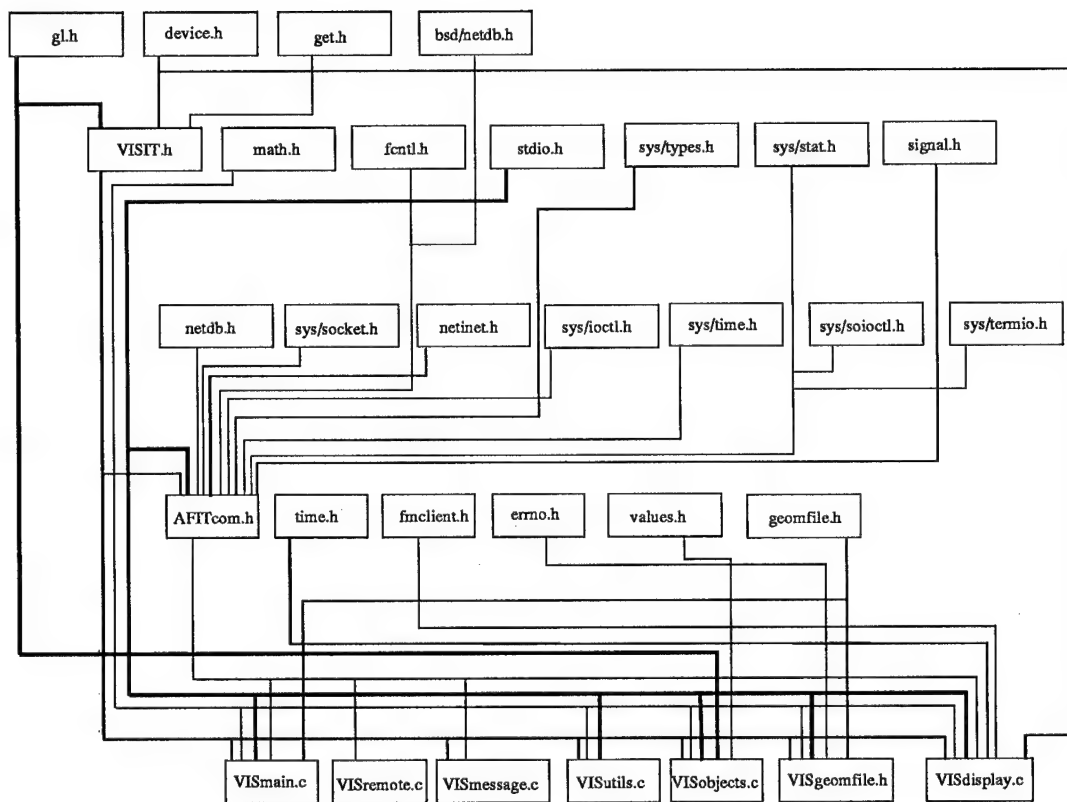 gl.h
device.h
get.h
bsd/netdb.h
VISIT.h
math.h
fcntl.h
stdio.h
sys/types.h
sys/stat.h
signal.h
netdb.h
sys/socket.h
netinet.h
sys/ioctl.h
sys/time.h
sys/soioctl.h
sys/termio.h
AFITcom.h
time.h
fmclient.h
errno.h
values.h
geomfile.h
VISmain.c
VISremote.c
VISmessage.c
VISutils.c
VISobjects.c
VISgeomfile.h
VISdisplay.c